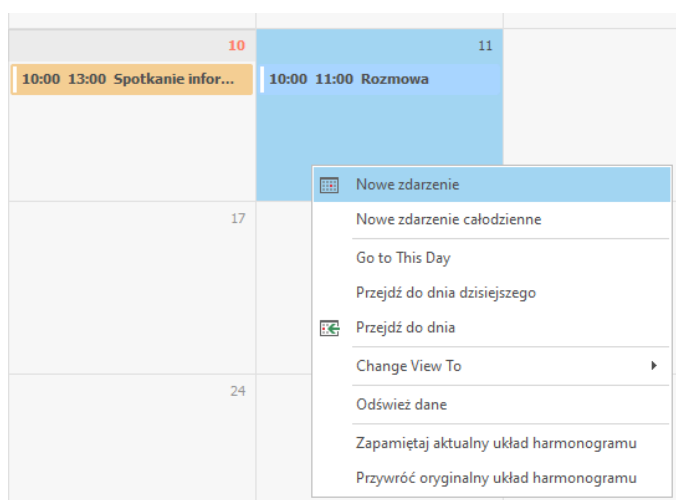 10
11
10:00 13:00 Spotkanie infor...
10:00 11:00 Rozmowa
Nowe zdarzenie
Nowe zdarzenie całodzienne
17
Go to This Day
Przejdź do dnia dzisiejszego
Przejdź do dnia
Change View To
24
Odśwież dane
Zapamiętaj aktualny układ harmonogramu
Przywróć oryginalny układ harmonogramu